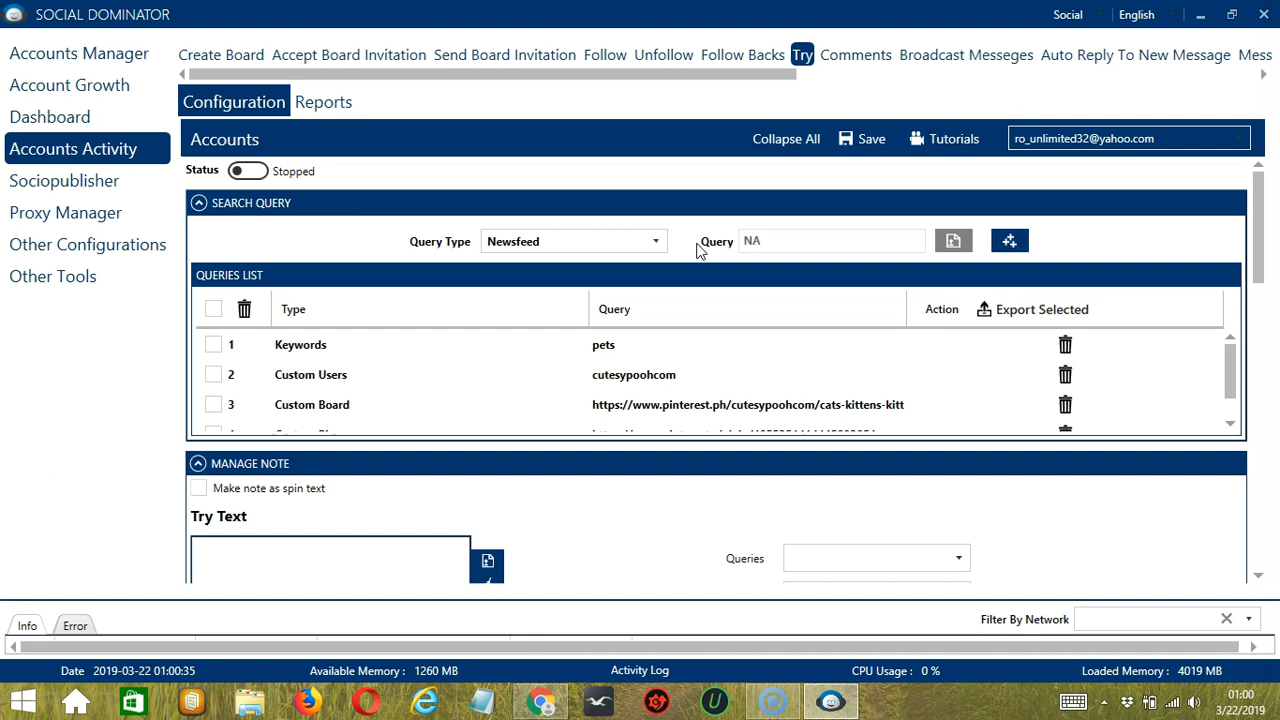 SOCIAL DOMINATOR
Social
English
Accounts Manager
Account Growth
Dashboard
Accounts Activity
Sociopublisher
Proxy Manager
Other Configurations
Other Tools
Create Board Accept Board Invitation Send Board Invitation Follow Unfollow Follow Backs Try Comments Broadcast Messeges Auto Reply To New Message Mess
Configuration Reports
Accounts Collapse All Save Tutorials ro_unlimited32@yahoo.com
Status Stopped
SEARCH QUERY
Query Type Newsfeed Query NA
QUERIES LIST
Type Query Action Export Selected
1 Keywords pets
2 Custom Users cutesypoohcom
3 Custom Board https://www.pinterest.ph/cutesypoohcom/cats-kittens-kitt
MANAGE NOTE
Make note as spin text
Try Text
Queries
Info Error Filter By Network
Date 2019-03-22 01:00:35 Available Memory : 1260 MB Activity Log CPU Usage : 0 % Loaded Memory : 4019 MB
01:00
3/22/2019